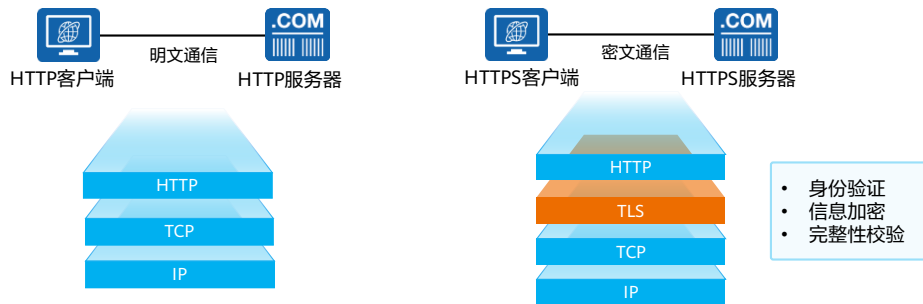 .COM
明文通信
HTTP客户端
HTTP服务器
HTTP
TCP
IP
.COM
密文通信
HTTPS客户端
HTTPS服务器
HTTP
TLS
TCP
IP
• 身份验证
• 信息加密
• 完整性校验